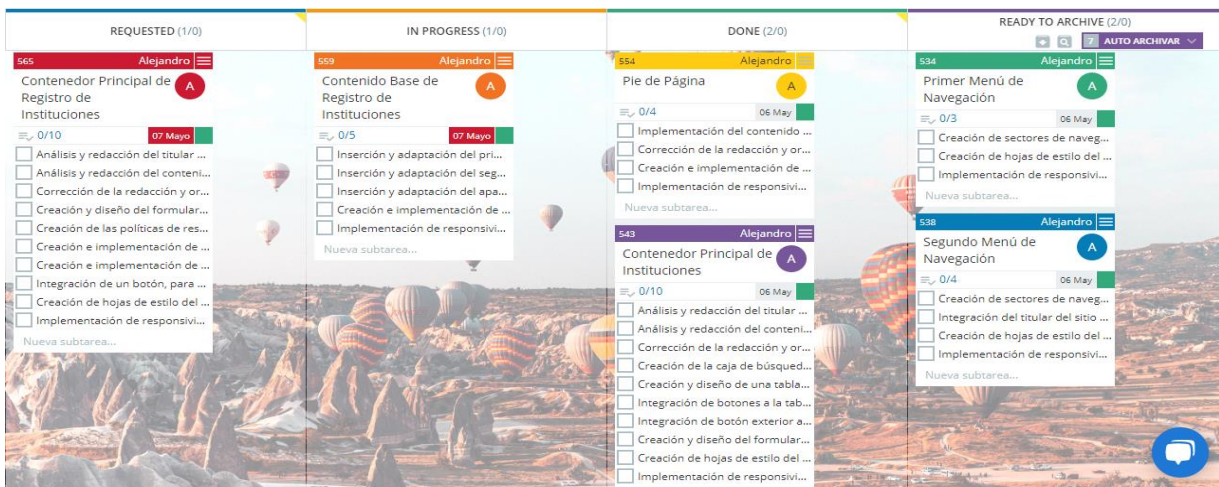 REQUESTED (1/0)
565 Alejandro
Contenedor Principal de
Registro de
Instituciones
A
0/10 07 Mayo
Análisis y redacción del titular ...
Análisis y redacción del conteni...
Corrección de la redacción y or...
Creación y diseño del formular...
Creación de las políticas de res...
Creación e implementación de ...
Creación e implementación de ...
Integración de un botón, para ...
Creación de hojas de estilo del ...
Implementación de responsivi...
Nueva subtarea...
IN PROGRESS (1/0)
559 Alejandro
Contenido Base de
Registro de
Instituciones
A
0/5 07 Mayo
Inserción y adaptación del pri...
Inserción y adaptación del seg...
Inserción y adaptación del apa...
Creación e implementación de ...
Implementación de responsivi...
Nueva subtarea...
DONE (2/0)
554 Alejandro
Pie de Página
A
0/4 06 May
Implementación del contenido ...
Corrección de la redacción y or...
Creación e implementación de ...
Implementación de responsivi...
Nueva subtarea...
543 Alejandro
Contenedor Principal de
Instituciones
A
0/10 06 May
Análisis y redacción del titular ...
Análisis y redacción del conteni...
Corrección de la redacción y or...
Creación de la caja de búsqued...
Creación y diseño de una tabla...
Integración de botones a la tab...
Integración de botón exterior a...
Creación y diseño del formular...
Creación de hojas de estilo del ...
Implementación de responsivi...
READY TO ARCHIVE (2/0)
7 AUTO ARCHIVAR
534 Alejandro
Primer Menú de
Navegación
A
0/3 06 May
Creación de sectores de naveg...
Creación de hojas de estilo del ...
Implementación de responsivi...
Nueva subtarea...
538 Alejandro
Segundo Menú de
Navegación
A
0/4 06 May
Creación de sectores de naveg...
Integración del titular del sitio ...
Creación de hojas de estilo del ...
Implementación de responsivi...
Nueva subtarea...